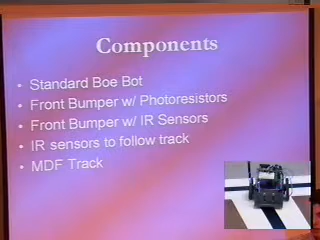 Components
• Standard Boe Bot
• Front Bumper w/ Photoresistors
• Front Bumper w/ IR Sensors
• IR sensors to follow track
• MDF Track